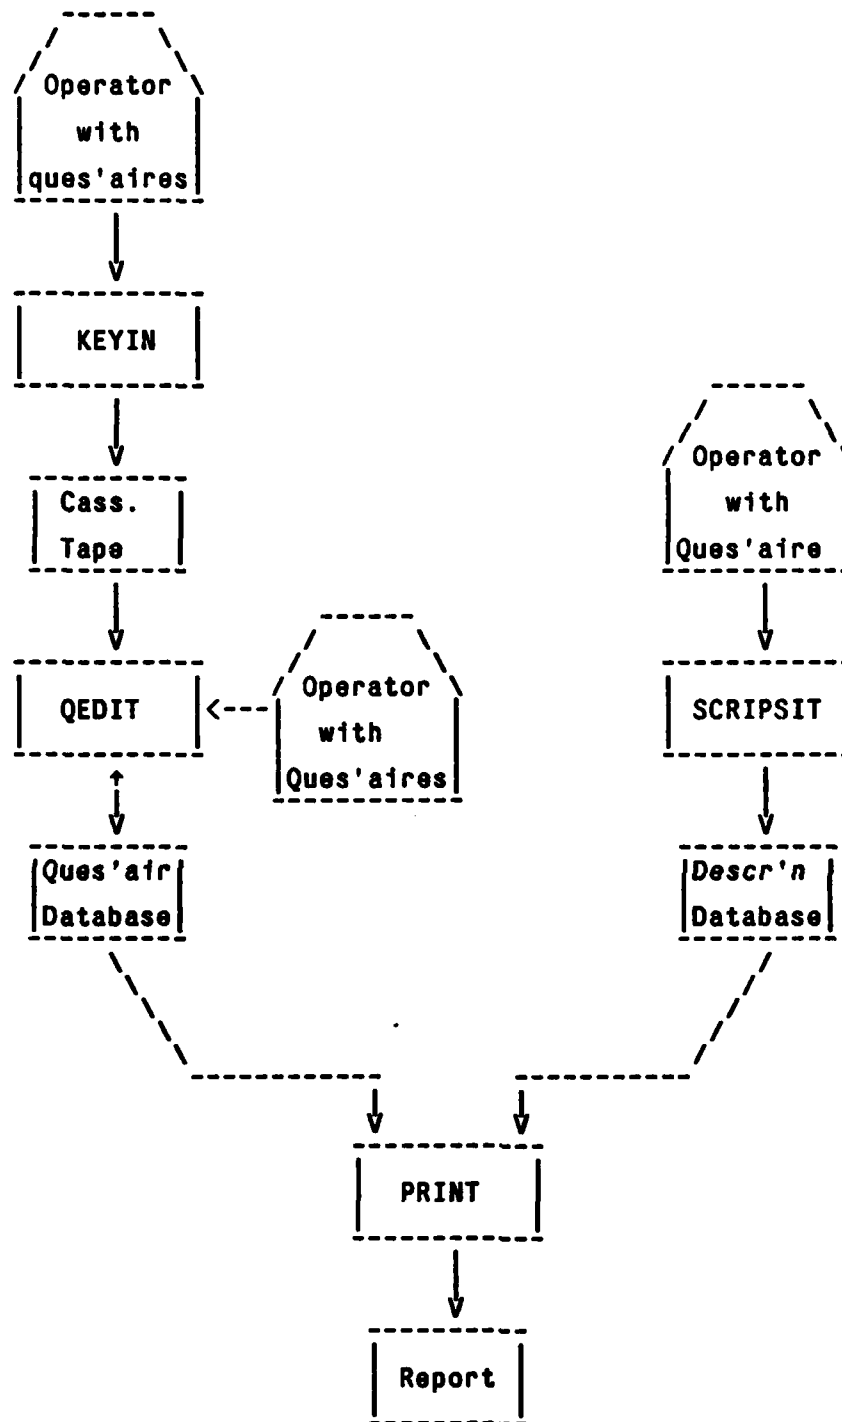 Operator
with
ques'aires
KEYIN
Cass.
Tape
Operator
with
Ques'aire
QEDIT
Operator
with
Ques'aires
SCRIPSIT
Ques'air
Database
Descr'n
Database
PRINT
Report